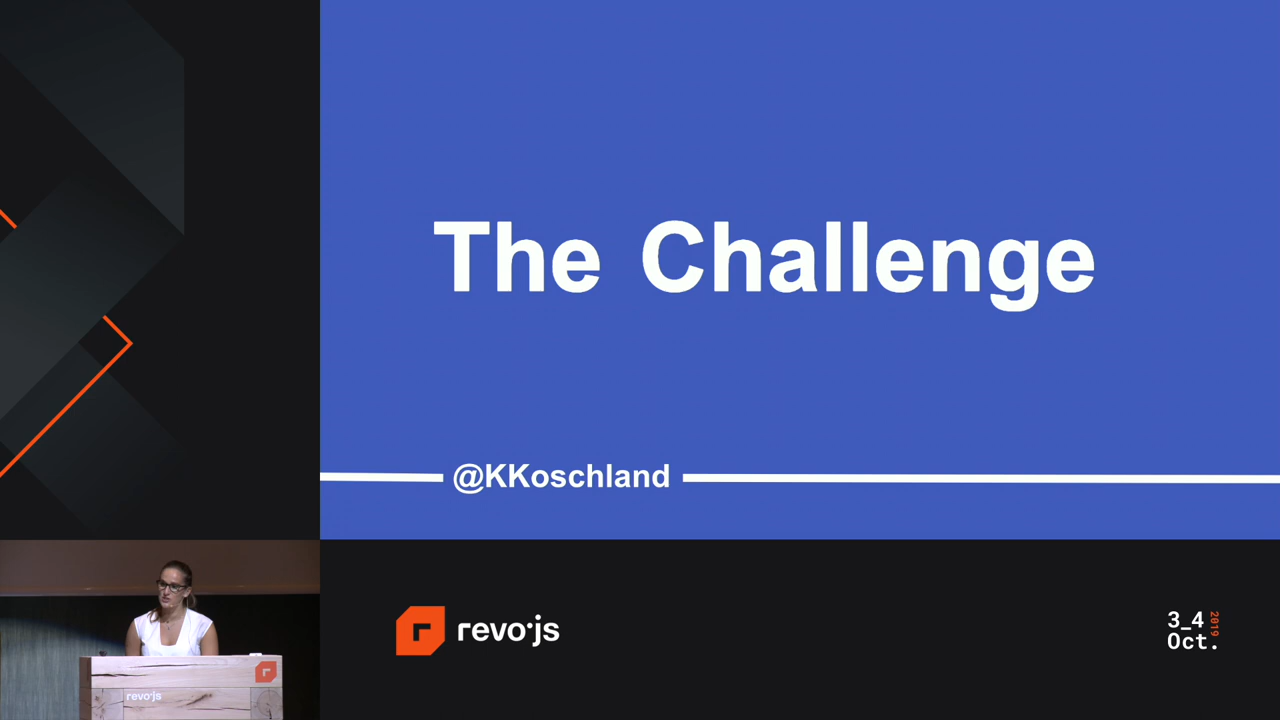 The Challenge
@KKoschland
revo·js
3_4
Oct.
2019
revo·js